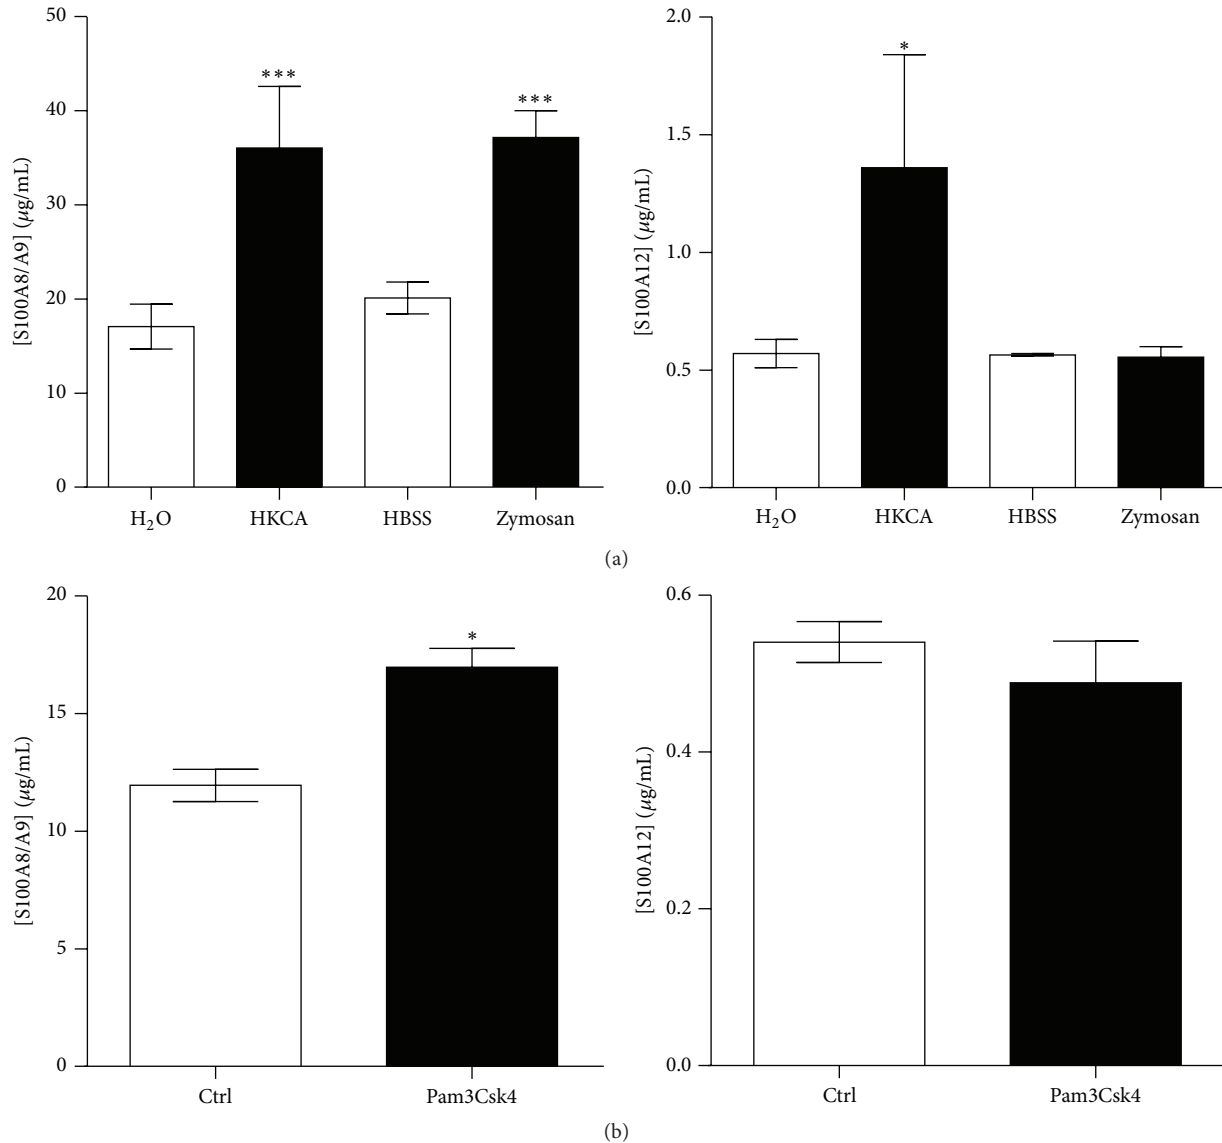 [S100A8/A9] (μg/mL)
50
40
30
20
10
0
***
***
H₂O HKCA HBSS Zymosan
[S100A12] (μg/mL)
2.0
1.5
1.0
0.5
0.0
*
H₂O HKCA HBSS Zymosan
(a)
[S100A8/A9] (μg/mL)
20
15
10
5
0
*
Ctrl Pam3Csk4
[S100A12] (μg/mL)
0.6
0.4
0.2
0.0
Ctrl Pam3Csk4
(b)